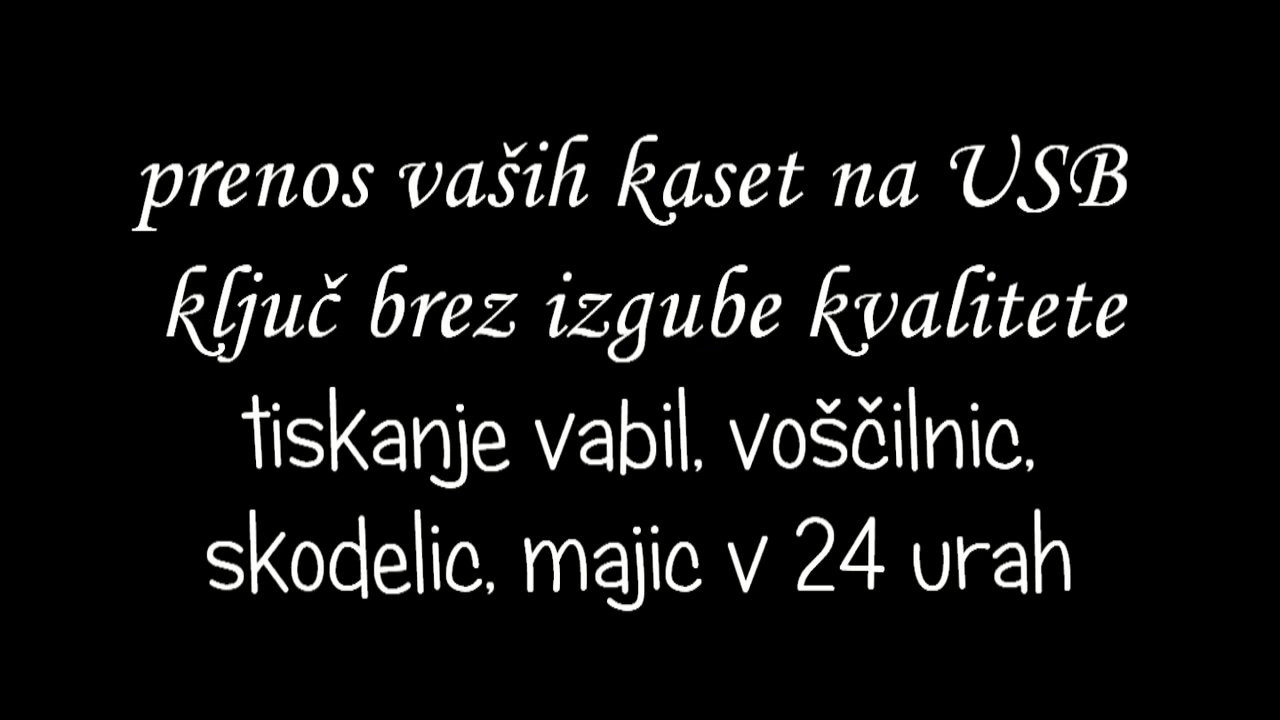 prenos vaših kaset na USB
ključ brez izgube kvalitete
tiskanje vabil, voščilnic,
skodelic, majic v 24 urah